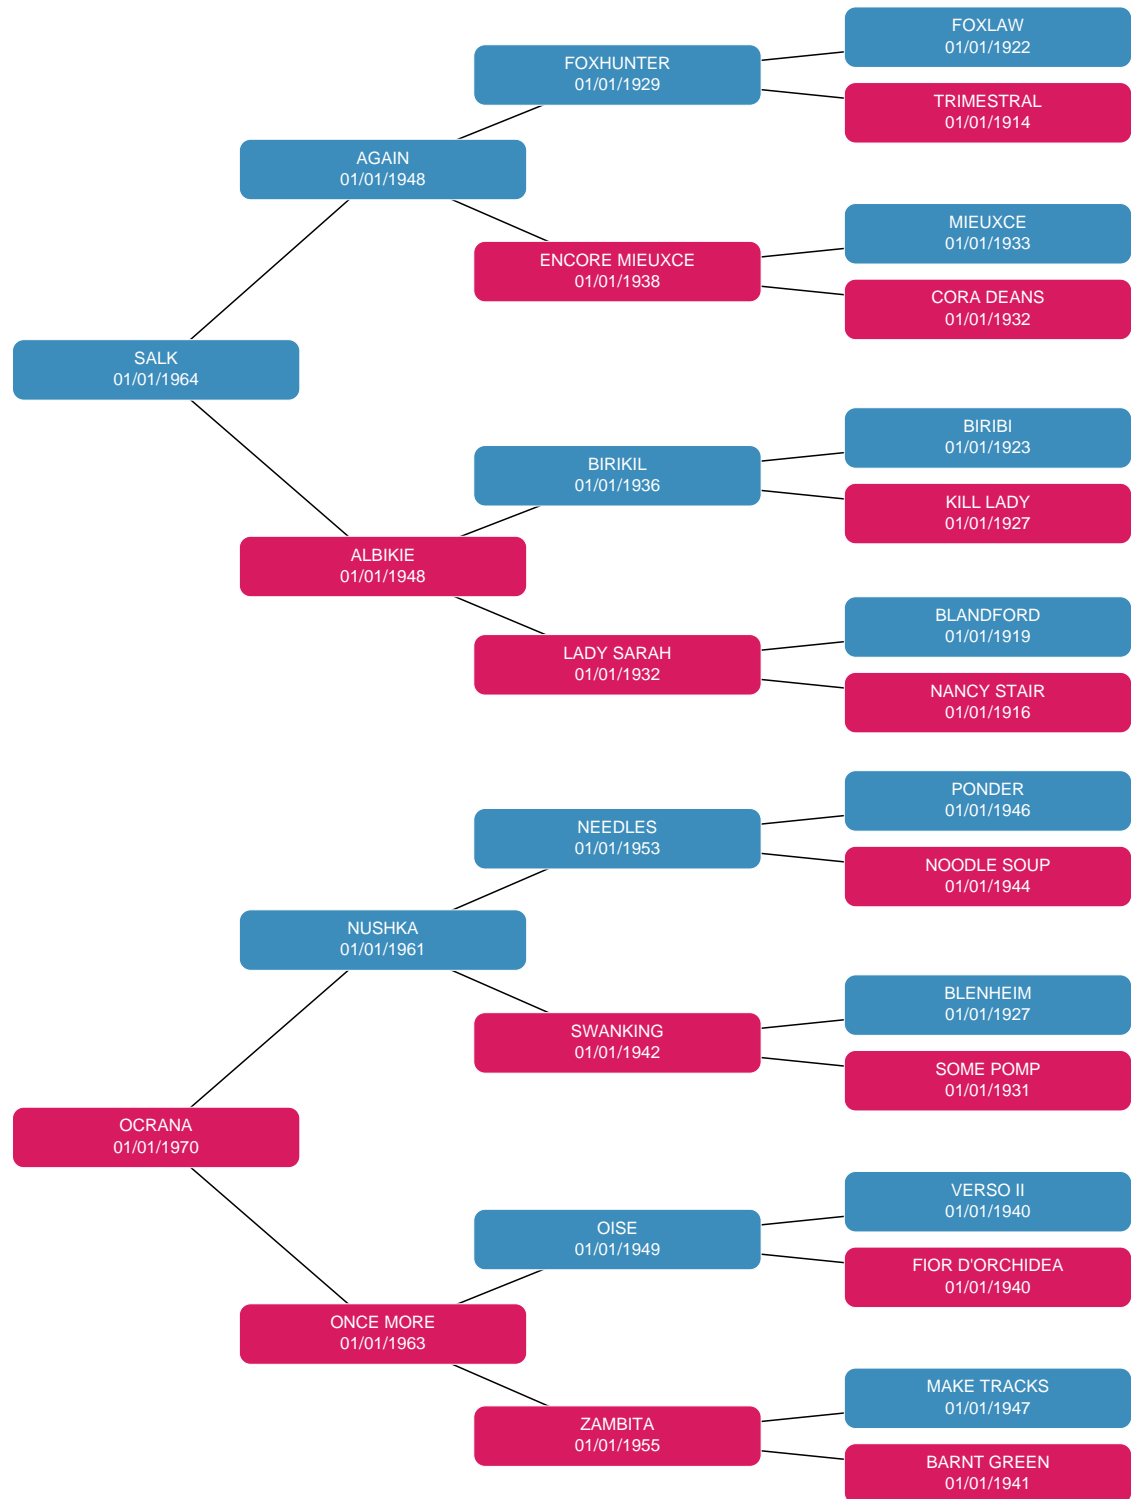 FOXLAW
01/01/1922
FOXHUNTER
01/01/1929
TRIMESTRAL
01/01/1914
AGAIN
01/01/1948
MIEUXCE
01/01/1933
ENCORE MIEUXCE
01/01/1938
CORA DEANS
01/01/1932
SALK
01/01/1964
BIRIBI
01/01/1923
BIRIKIL
01/01/1936
KILL LADY
01/01/1927
ALBIKIE
01/01/1948
BLANDFORD
01/01/1919
LADY SARAH
01/01/1932
NANCY STAIR
01/01/1916
PONDER
01/01/1946
NEEDLES
01/01/1953
NOODLE SOUP
01/01/1944
NUSHKA
01/01/1961
BLENHEIM
01/01/1927
SWANKING
01/01/1942
SOME POMP
01/01/1931
OCRANA
01/01/1970
VERSO II
01/01/1940
OISE
01/01/1949
FIOR D'ORCHIDEA
01/01/1940
ONCE MORE
01/01/1963
MAKE TRACKS
01/01/1947
ZAMBITA
01/01/1955
BARNT GREEN
01/01/1941